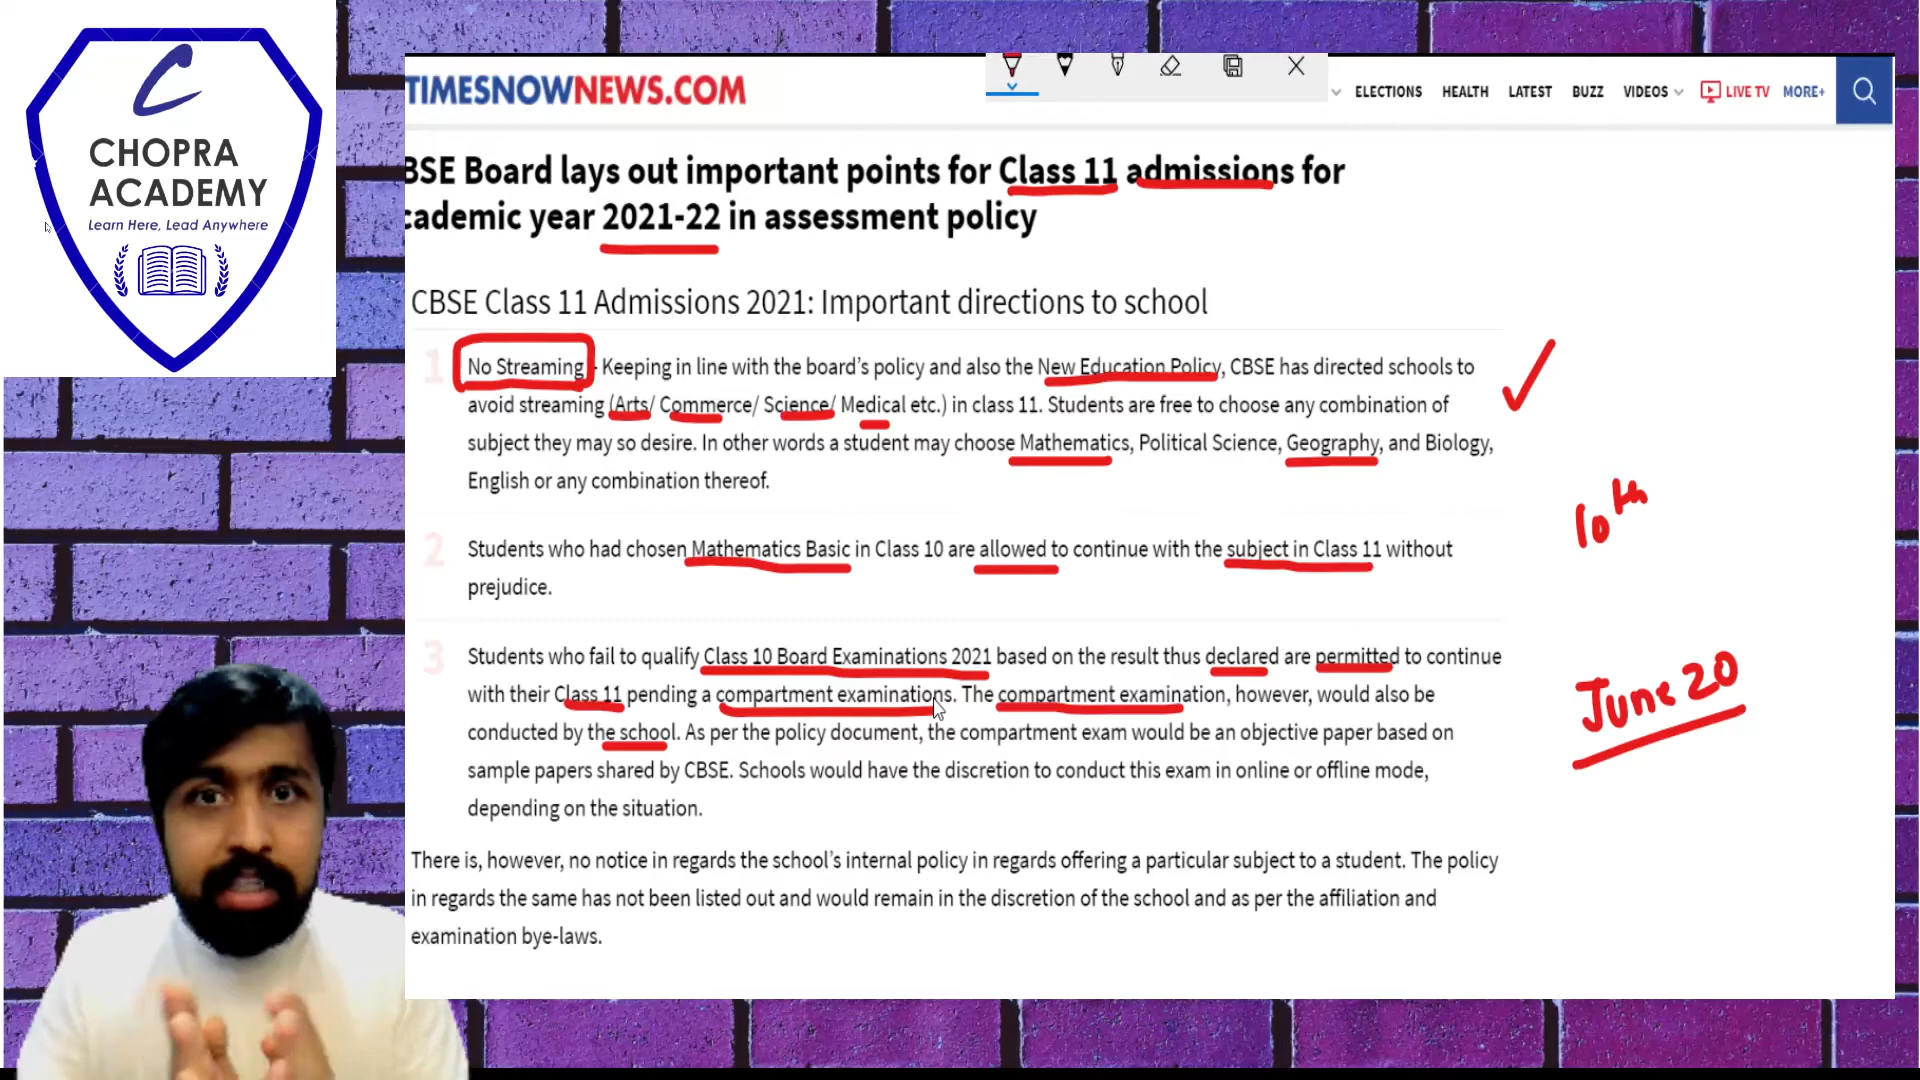 C
CHOPRA
ACADEMY
Learn Here, Lead Anywhere
TIMESNOWNEWS.COM
ELECTIONS HEALTH LATEST BUZZ VIDEOS LIVE TV MORE+
BSE Board lays out important points for Class 11 admissions for
cademic year 2021-22 in assessment policy
CBSE Class 11 Admissions 2021: Important directions to school
1 No Streaming - Keeping in line with the board's policy and also the New Education Policy, CBSE has directed schools to
avoid streaming (Arts/ Commerce/ Science/ Medical etc.) in class 11. Students are free to choose any combination of
subject they may so desire. In other words a student may choose Mathematics, Political Science, Geography, and Biology,
English or any combination thereof.
10th
2 Students who had chosen Mathematics Basic in Class 10 are allowed to continue with the subject in Class 11 without
prejudice.
3 Students who fail to qualify Class 10 Board Examinations 2021 based on the result thus declared are permitted to continue
with their Class 11 pending a compartment examinations. The compartment examination, however, would also be
June 20
conducted by the school. As per the policy document, the compartment exam would be an objective paper based on
sample papers shared by CBSE. Schools would have the discretion to conduct this exam in online or offline mode,
depending on the situation.
There is, however, no notice in regards the school's internal policy in regards offering a particular subject to a student. The policy
in regards the same has not been listed out and would remain in the discretion of the school and as per the affiliation and
examination bye-laws.